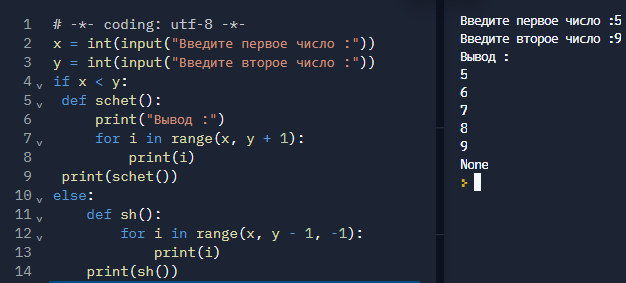 1 # -*- coding: utf-8 -*-
2 x = int(input("Введите первое число :"))
3 y = int(input("Введите второе число :"))
4 if x < y:
5 def schet():
6 print("Вывод :")
7 for i in range(x, y + 1):
8 print(i)
9 print(schet())
10 else:
11 def sh():
12 for i in range(x, y - 1, -1):
13 print(i)
14 print(sh())
Введите первое число :5
Введите второе число :9
Вывод :
5
6
7
8
9
None
>